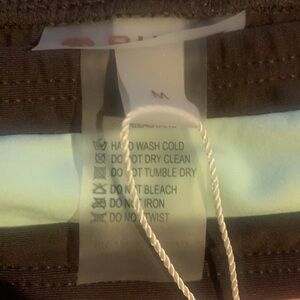 M
HAND WASH COLD
DO NOT DRY CLEAN
DO NOT TUMBLE DRY
DO NOT BLEACH
DO NOT IRON
DO NOT TWIST